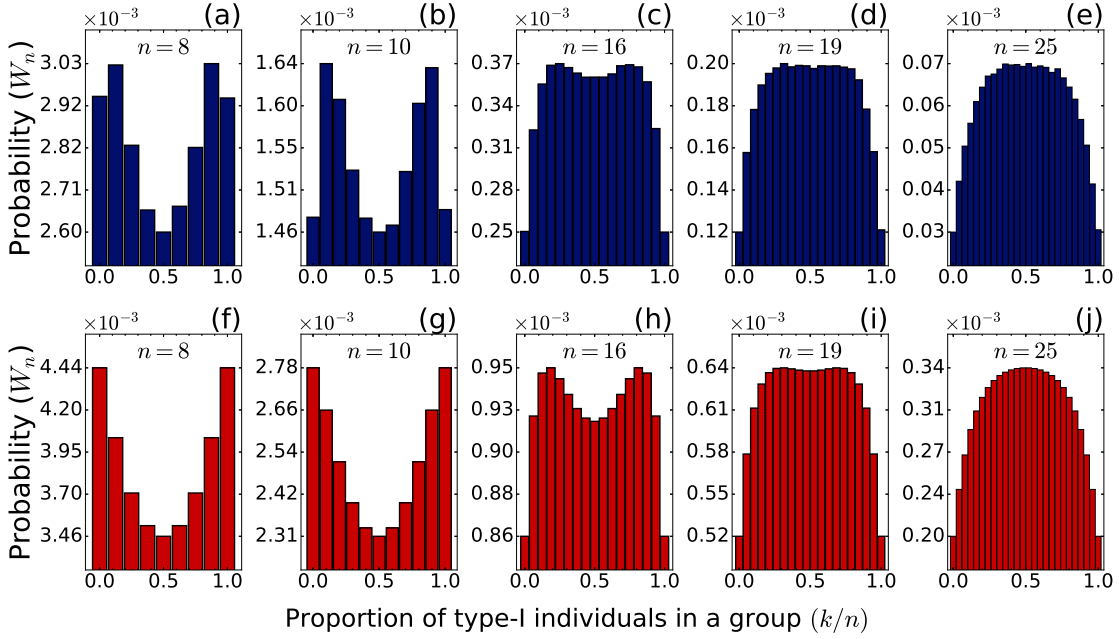 ×10⁻³ (a) ×10⁻³ (b) ×10⁻³ (c) ×10⁻³ (d) ×10⁻³ (e)
n = 8 n = 10 n = 16 n = 19 n = 25
Probability (Wₙ)
3.03 1.64 0.37 0.20 0.07
2.92 1.60 0.34 0.18 0.06
2.82 1.55 0.31 0.16 0.05
2.71 1.51 0.28 0.14 0.04
2.60 1.46 0.25 0.12 0.03
0.0 0.5 1.0 0.0 0.5 1.0 0.0 0.5 1.0 0.0 0.5 1.0 0.0 0.5 1.0
×10⁻³ (f) ×10⁻³ (g) ×10⁻³ (h) ×10⁻³ (i) ×10⁻³ (j)
n = 8 n = 10 n = 16 n = 19 n = 25
Probability (Wₙ)
4.44 2.78 0.95 0.64 0.34
4.20 2.66 0.93 0.61 0.31
3.95 2.54 0.90 0.58 0.27
3.70 2.42 0.88 0.55 0.24
3.46 2.31 0.86 0.52 0.20
0.0 0.5 1.0 0.0 0.5 1.0 0.0 0.5 1.0 0.0 0.5 1.0 0.0 0.5 1.0
Proportion of type-I individuals in a group (k/n)